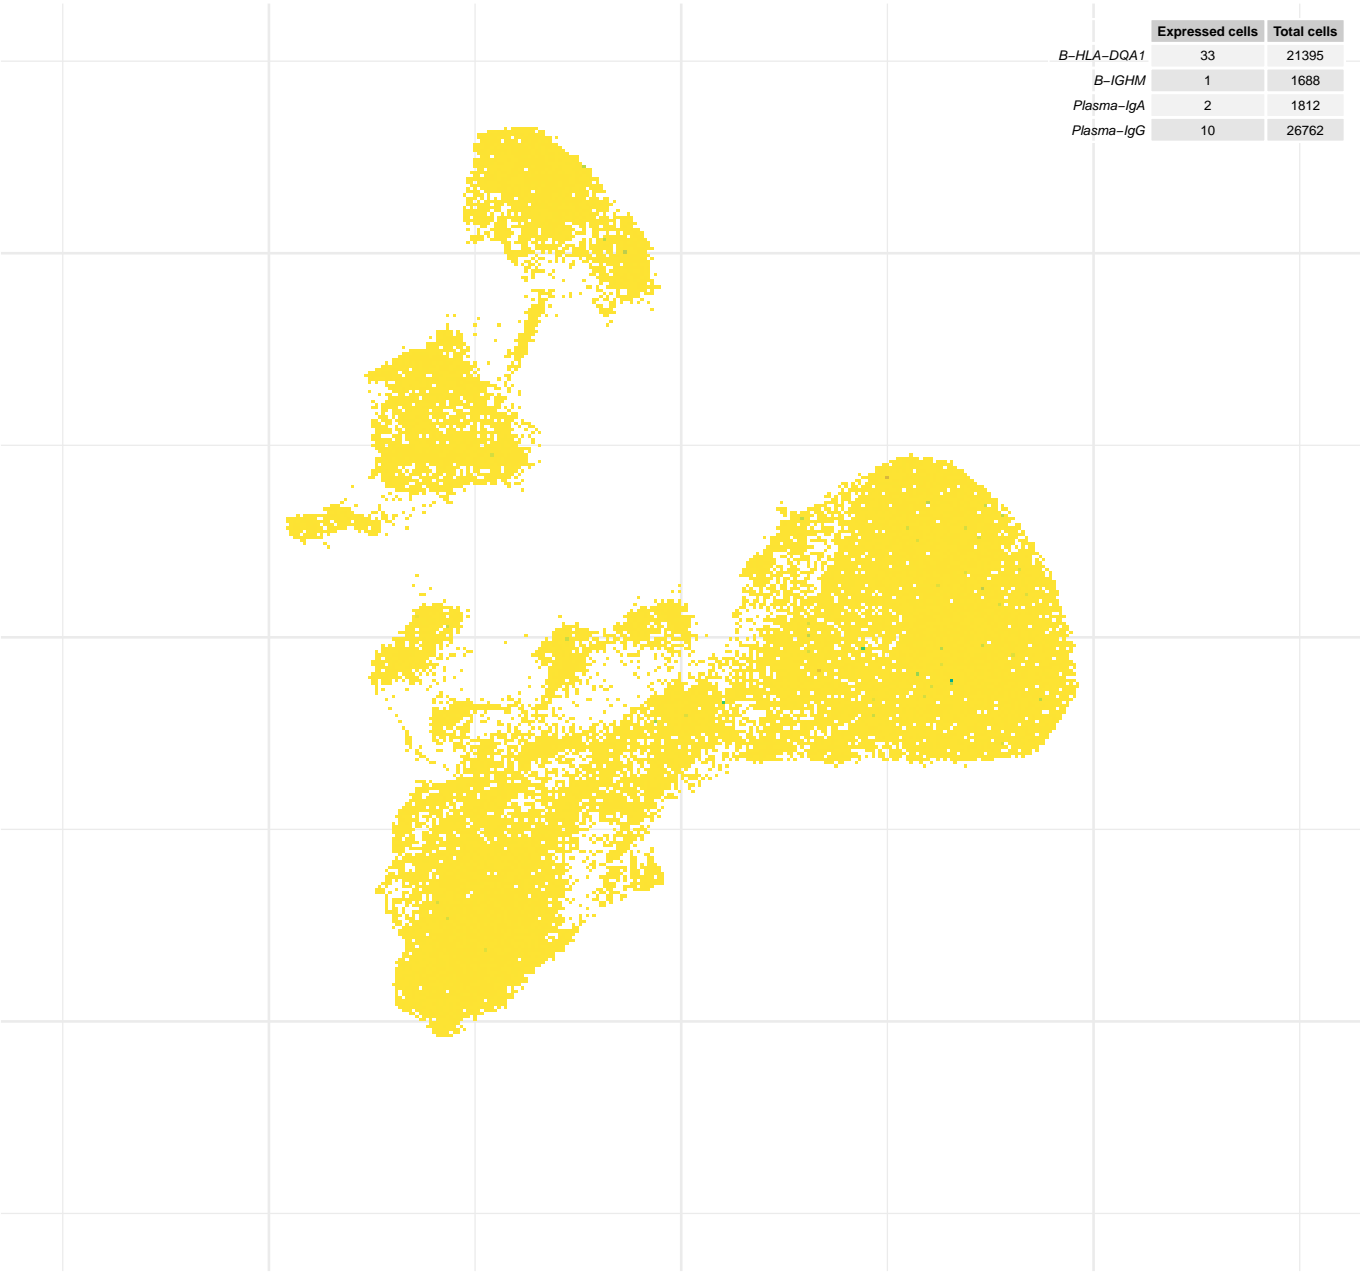 Expressed cells Total cells
B−HLA−DQA1 33 21395
B−IGHM 1 1688
Plasma−IgA 2 1812
Plasma−IgG 10 26762